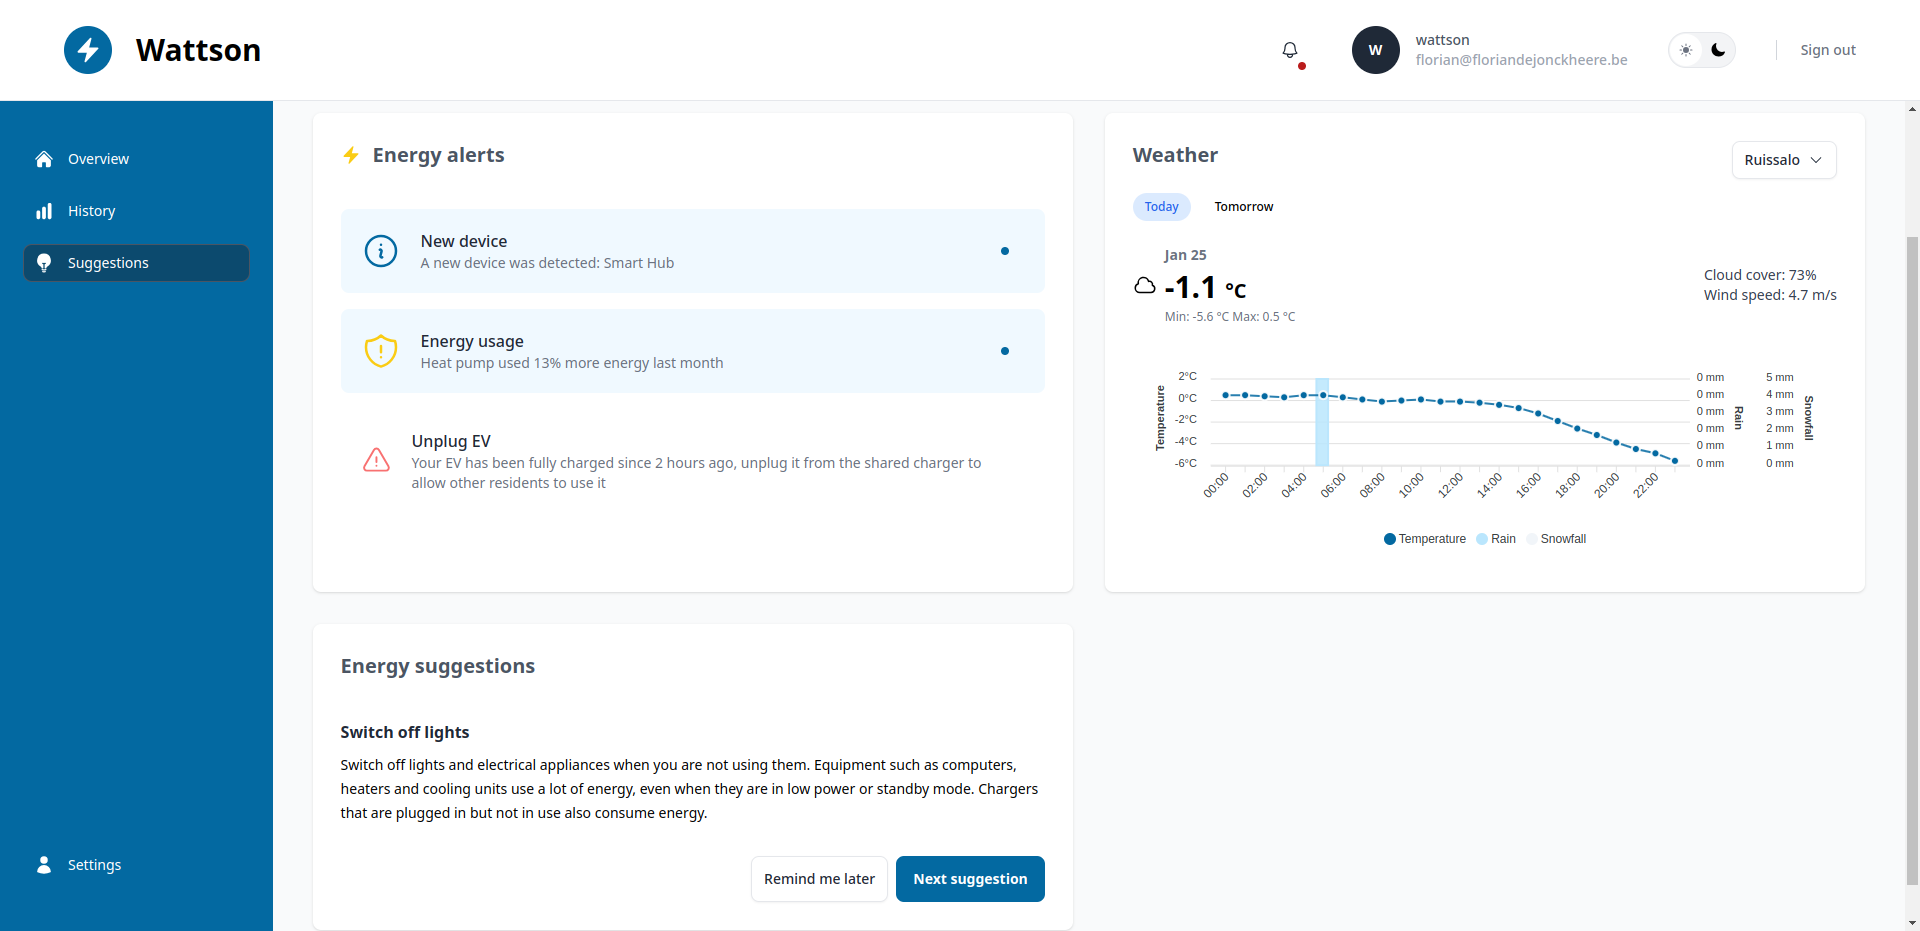 Wattson
W
wattson
florian@floriandejonckheere.be
Sign out
Overview
History
Suggestions
Settings
Energy alerts
New device
A new device was detected: Smart Hub
Energy usage
Heat pump used 13% more energy last month
Unplug EV
Your EV has been fully charged since 2 hours ago, unplug it from the shared charger to
allow other residents to use it
Weather
Ruissalo
Today Tomorrow
Jan 25
-1.1 °C
Min: -5.6 °C Max: 0.5 °C
Cloud cover: 73%
Wind speed: 4.7 m/s
Temperature
2°C
0°C
-2°C
-4°C
-6°C
0 mm
0 mm
0 mm
0 mm
0 mm
0 mm
Rain
5 mm
4 mm
3 mm
2 mm
1 mm
0 mm
Snowfall
00:00 02:00 04:00 06:00 08:00 10:00 12:00 14:00 16:00 18:00 20:00 22:00
Temperature Rain Snowfall
Energy suggestions
Switch off lights
Switch off lights and electrical appliances when you are not using them. Equipment such as computers,
heaters and cooling units use a lot of energy, even when they are in low power or standby mode. Chargers
that are plugged in but not in use also consume energy.
Remind me later Next suggestion